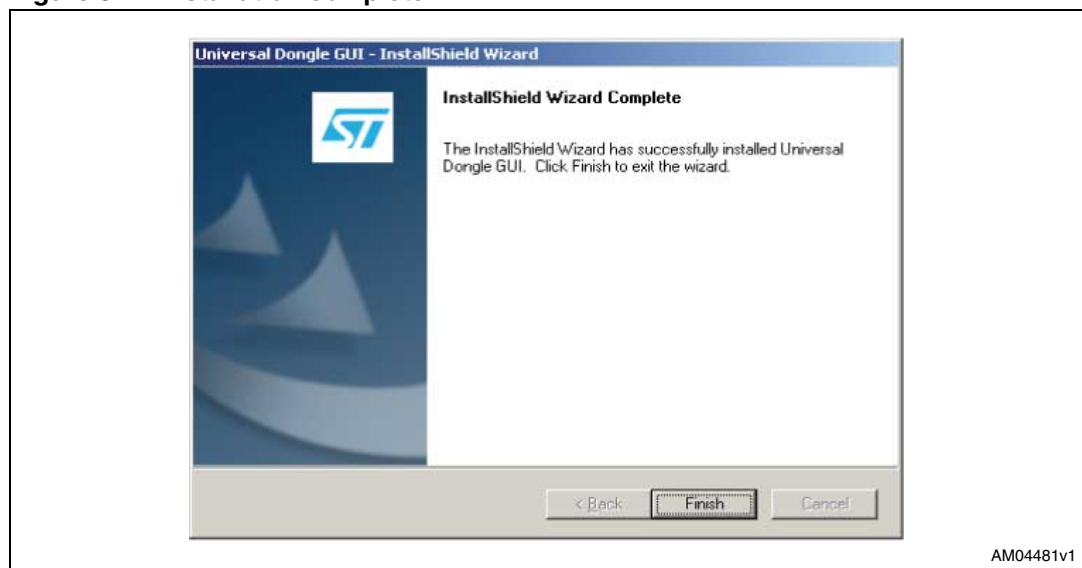 Universal Dongle GUI - InstallShield Wizard
ST
InstallShield Wizard Complete
The InstallShield Wizard has successfully installed Universal
Dongle GUI. Click Finish to exit the wizard.
< Back Finish Cancel
AM04481v1